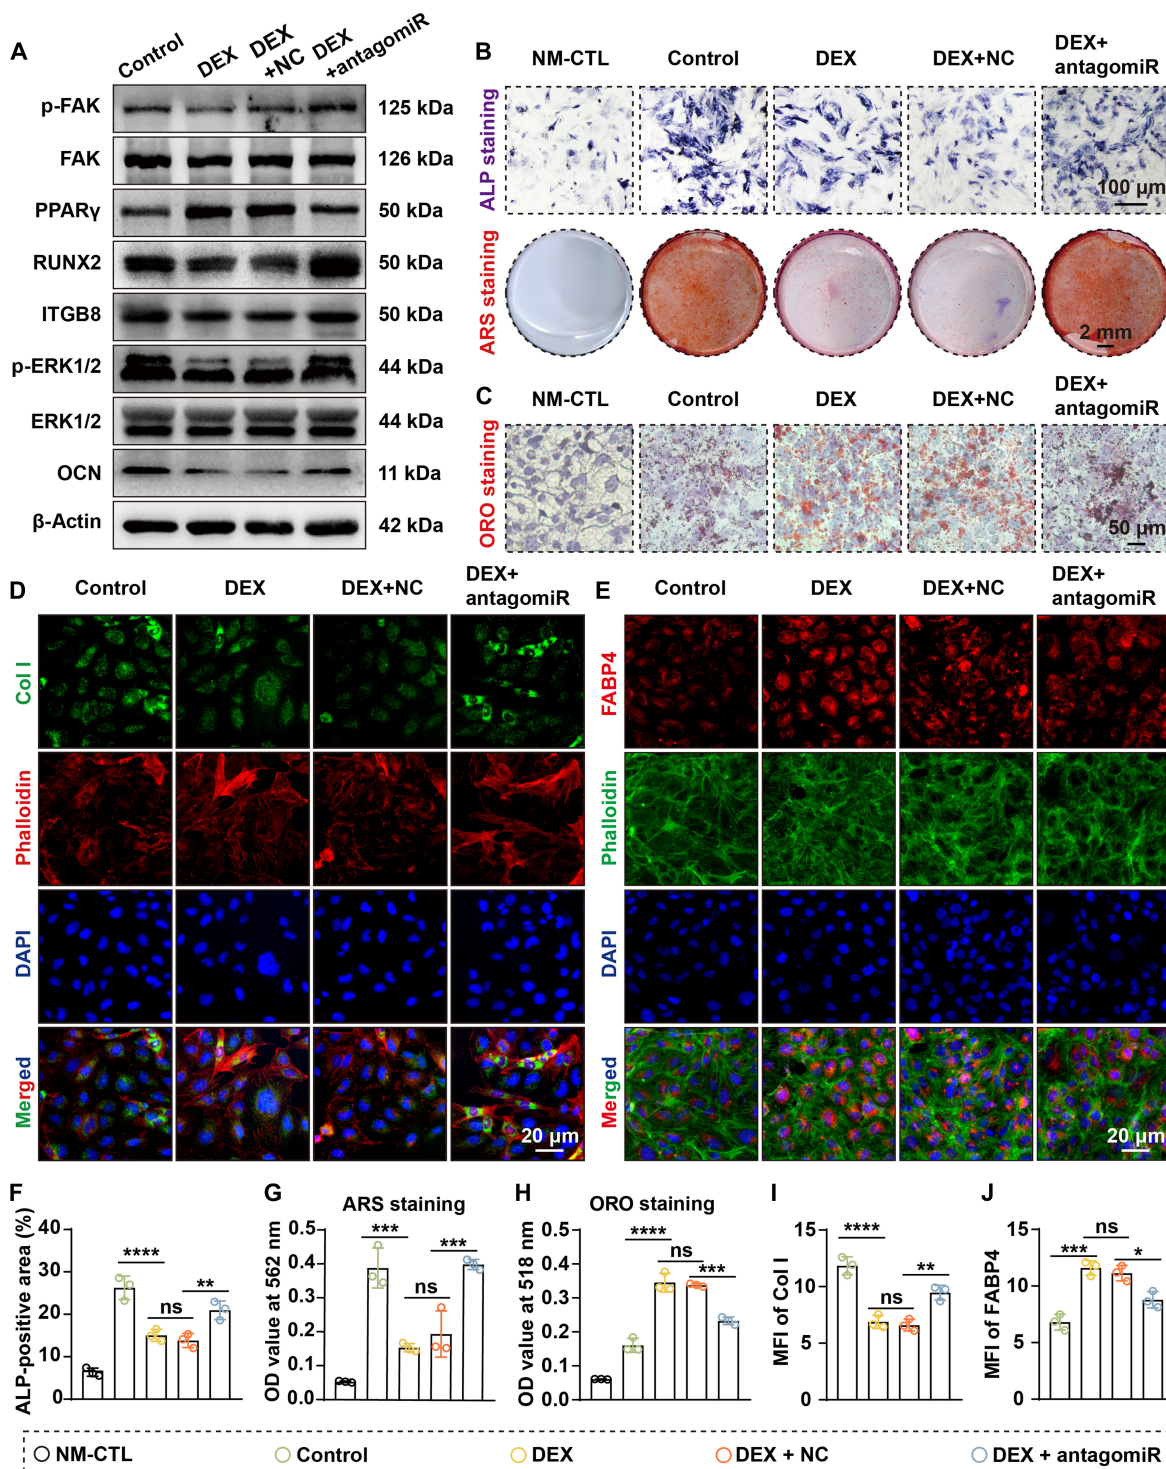 A
Control
DEX
DEX
+NC
DEX
+antagomiR
p-FAK
125 kDa
FAK
126 kDa
PPARγ
50 kDa
RUNX2
50 kDa
ITGB8
50 kDa
p-ERK1/2
44 kDa
ERK1/2
44 kDa
OCN
11 kDa
β-Actin
42 kDa
B
NM-CTL
Control
DEX
DEX+NC
DEX+
antagomiR
ALP staining
100 μm
ARS staining
2 mm
C
NM-CTL
Control
DEX
DEX+NC
DEX+
antagomiR
ORO staining
50 μm
D
Control
DEX
DEX+NC
DEX+
antagomiR
Col I
Phalloidin
DAPI
Merged
20 μm
E
Control
DEX
DEX+NC
DEX+
antagomiR
FABP4
Phalloidin
DAPI
Merged
20 μm
F
ALP-positive area (%)
40
30
20
10
0
****
ns
**
G
ARS staining
OD value at 562 nm
0.5
0.4
0.3
0.2
0.1
0.0
***
ns
***
H
ORO staining
OD value at 518 nm
0.5
0.4
0.3
0.2
0.1
0.0
****
ns
***
I
MFI of Col I
15
10
5
0
****
ns
**
J
MFI of FABP4
15
10
5
0
***
ns
*
NM-CTL
Control
DEX
DEX + NC
DEX + antagomiR